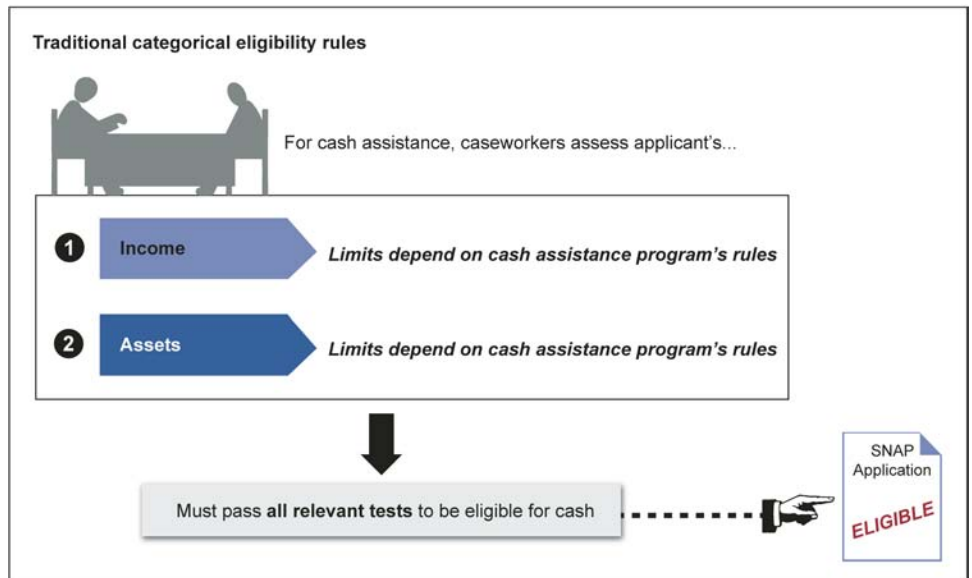 Traditional categorical eligibility rules
For cash assistance, caseworkers assess applicant's...
1
Income
Limits depend on cash assistance program's rules
2
Assets
Limits depend on cash assistance program's rules
Must pass all relevant tests to be eligible for cash
SNAP
Application
ELIGIBLE